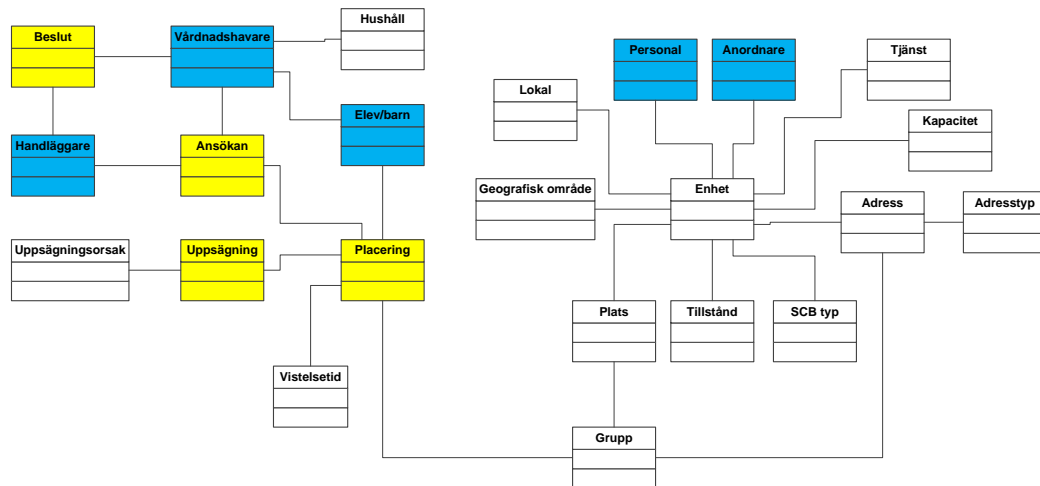 Hushåll
Beslut
Vårdnadshavare
Personal
Anordnare
Tjänst
Lokal
Elev/barn
Kapacitet
Handläggare
Ansökan
Geografisk område
Enhet
Adress
Adresstyp
Uppsägningsorsak
Uppsägning
Placering
Plats
Tillstånd
SCB typ
Vistelsetid
Grupp